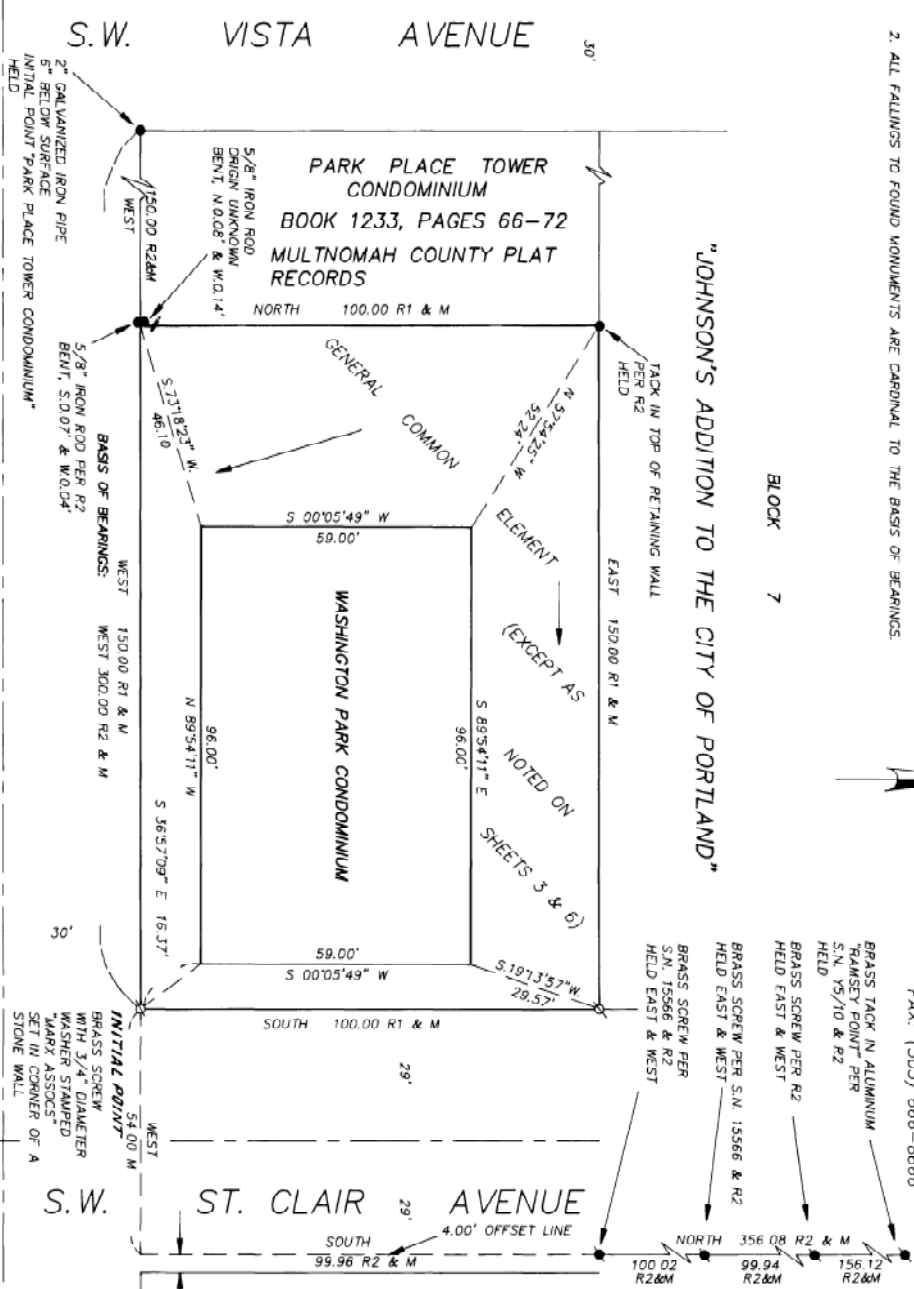 2. ALL FALLINGS TO FOUND MONUMENTS ARE CARDINAL TO THE BASIS OF BEARINGS.
S.W. VISTA AVENUE
30'
2" GALVANIZED IRON PIPE
6" BELOW SURFACE
INITIAL POINT "PARK PLACE TOWER CONDOMINIUM"
HELD
150.00 R2&M
WEST
5/8" IRON ROD
ORIGIN UNKNOWN
BENT, N.0.08' & W.0.14'
PARK PLACE TOWER
CONDOMINIUM
BOOK 1233, PAGES 66-72
MULTNOMAH COUNTY PLAT
RECORDS
NORTH 100.00 R1 & M
"JOHNSON'S ADDITION TO THE CITY OF PORTLAND"
BLOCK 7
TACK IN TOP OF RETAINING WALL
PER R2
HELD
5/8" IRON ROD PER R2
BENT, S.0.07' & W.0.04'
S.73°18'23" W.
46.10
N 57°54'25" W
52.24'
GENERAL
COMMON
ELEMENT
(EXCEPT AS
NOTED ON
SHEETS 3 & 6)
S 00°05'49" W
59.00'
EAST 150.00 R1 & M
WEST 150.00 R1 & M
BASIS OF BEARINGS: WEST 300.00 R2 & M
WASHINGTON PARK CONDOMINIUM
96.00'
N 89°54'11" W
S 89°54'11" E
96.00'
S 36°57'09" E 16.37'
59.00'
S 00°05'49" W
S.19°13'57"W.
29.57'
30'
SOUTH 100.00 R1 & M
INITIAL POINT
BRASS SCREW
WITH 3/4" DIAMETER
WASHER STAMPED
"MARX ASSOCS"
SET IN CORNER OF A
STONE WALL
WEST
54.00 M
29'
S.W. ST. CLAIR AVENUE
29'
4.00' OFFSET LINE
SOUTH
99.96 R2 & M
BRASS SCREW PER
S.N. 15566 & R2
HELD EAST & WEST
BRASS SCREW PER S.N. 15566 & R2
HELD EAST & WEST
BRASS SCREW PER R2
HELD EAST & WEST
BRASS TACK IN ALUMINUM
"RAMSEY POINT" PER
S.N. Y5/10 & R2
HELD
NORTH 356.08 R2 & M
100.02
R2&M
99.94
R2&M
156.12
R2&M